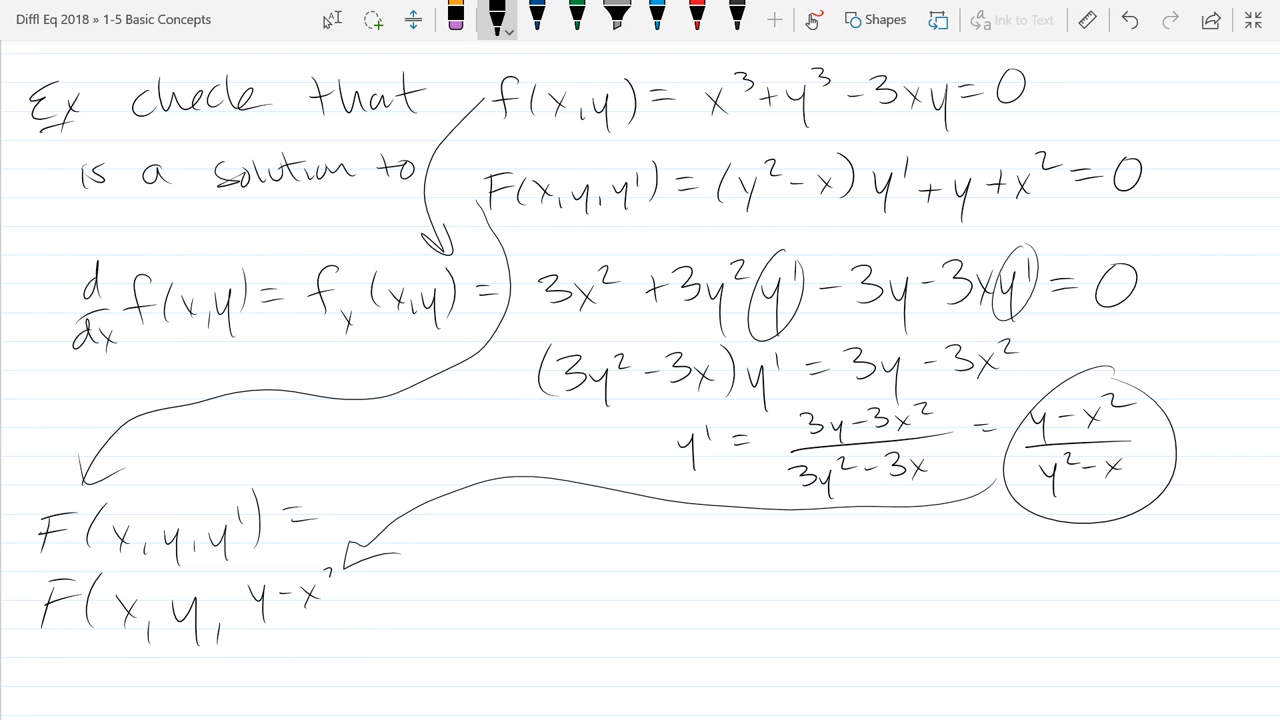 Diffl Eq 2018 » 1-5 Basic Concepts
Shapes
Ink to Text
Ex check that f(x,y) = x³+y³-3xy=0
is a solution to F(x,y,y') = (y²-x)y'+y+x²=0
d/dx f(x,y) = fₓ(x,y) = 3x²+3y²y'-3y-3xy' = 0
(3y²-3x)y' = 3y-3x²
y' = (3y-3x²)/(3y²-3x) = (y-x²)/(y²-x)
F(x,y,y') =
F(x,y, y-x²